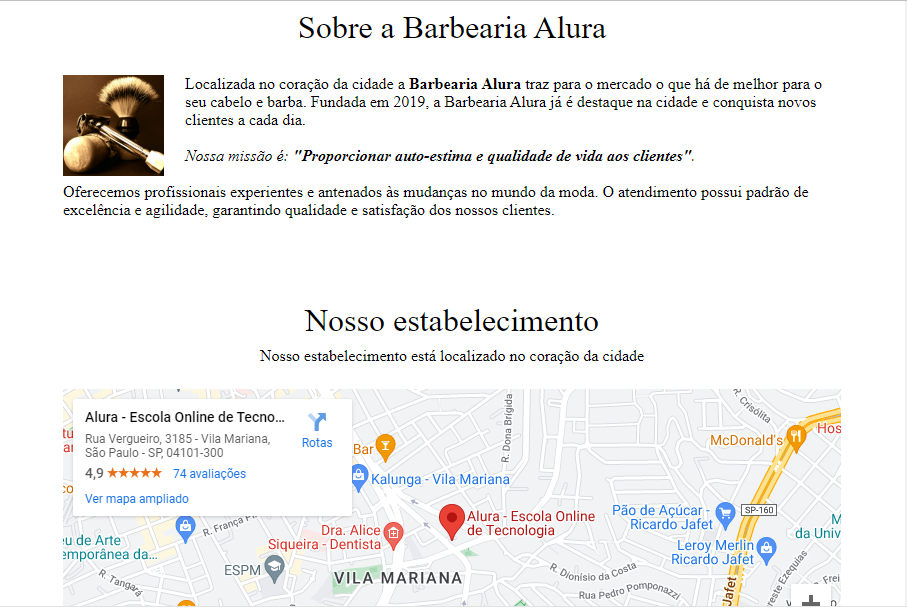 Sobre a Barbearia Alura
Localizada no coração da cidade a Barbearia Alura traz para o mercado o que há de melhor para o
seu cabelo e barba. Fundada em 2019, a Barbearia Alura já é destaque na cidade e conquista novos
clientes a cada dia.
Nossa missão é: "Proporcionar auto-estima e qualidade de vida aos clientes".
Oferecemos profissionais experientes e antenados às mudanças no mundo da moda. O atendimento possui padrão de
excelência e agilidade, garantindo qualidade e satisfação dos nossos clientes.
Nosso estabelecimento
Nosso estabelecimento está localizado no coração da cidade
Alura - Escola Online de Tecno...
Rua Vergueiro, 3185 - Vila Mariana,
São Paulo - SP, 04101-300
4,9
74 avaliações
Ver mapa ampliado
Rotas
R. Dona Brígida
R. Crisólita
McDonald's
Hos
Bar
Kalunga - Vila Mariana
Alura - Escola Online
de Tecnologia
Pão de Açúcar -
Ricardo Jafet
SP-160
Leroy Merlin
Ricardo Jafet
M
da Un
R. França Pi
Dra. Alice
Siqueira - Dentista
eu de Arte
emporânea da...
ESPM
VILA MARIANA
R. Tangará
R. Dionísio da Costa
Rua Pedro Pomponazzi
Jafet
este Ezequias
Frei